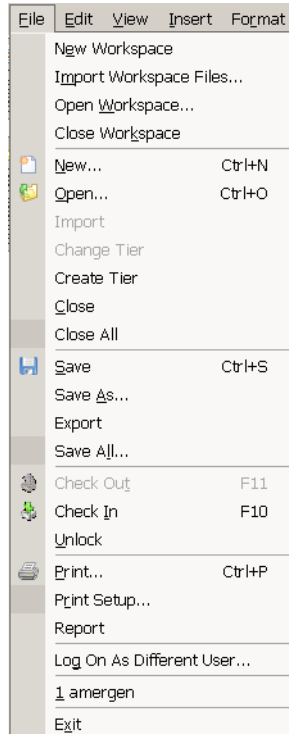 File Edit View Insert Format
New Workspace
Import Workspace Files...
Open Workspace...
Close Workspace
New... Ctrl+N
Open... Ctrl+O
Import
Change Tier
Create Tier
Close
Close All
Save Ctrl+S
Save As...
Export
Save All...
Check Out F11
Check In F10
Unlock
Print... Ctrl+P
Print Setup...
Report
Log On As Different User...
1 amergen
Exit